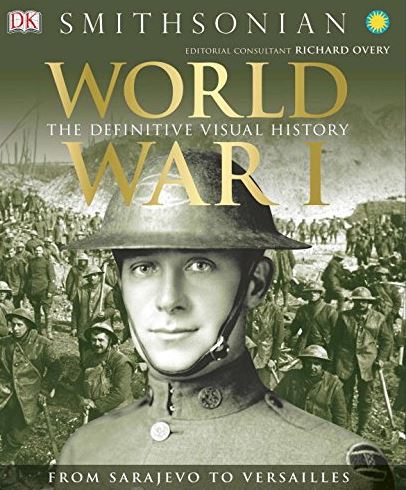 DK SMITHSONIAN
EDITORIAL CONSULTANT RICHARD OVERY
WORLD
THE DEFINITIVE VISUAL HISTORY
WAR I
FROM SARAJEVO TO VERSAILLES